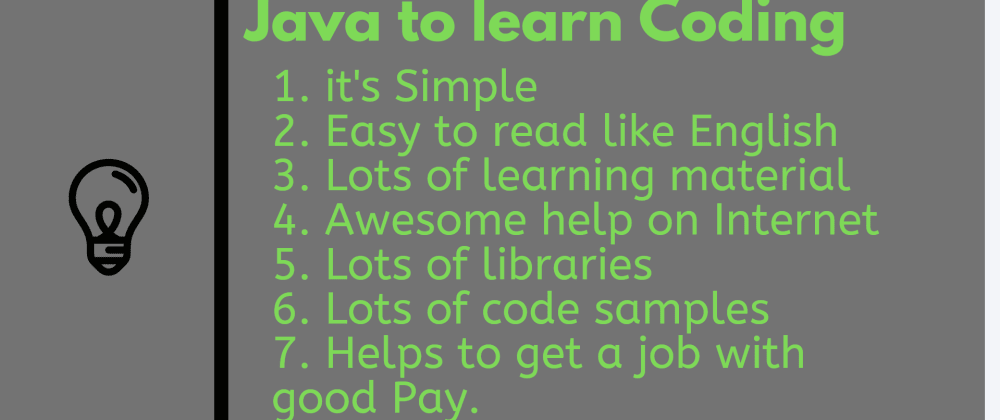 Java to learn Coding
1. it's Simple
2. Easy to read like English
3. Lots of learning material
4. Awesome help on Internet
5. Lots of libraries
6. Lots of code samples
7. Helps to get a job with
good Pay.